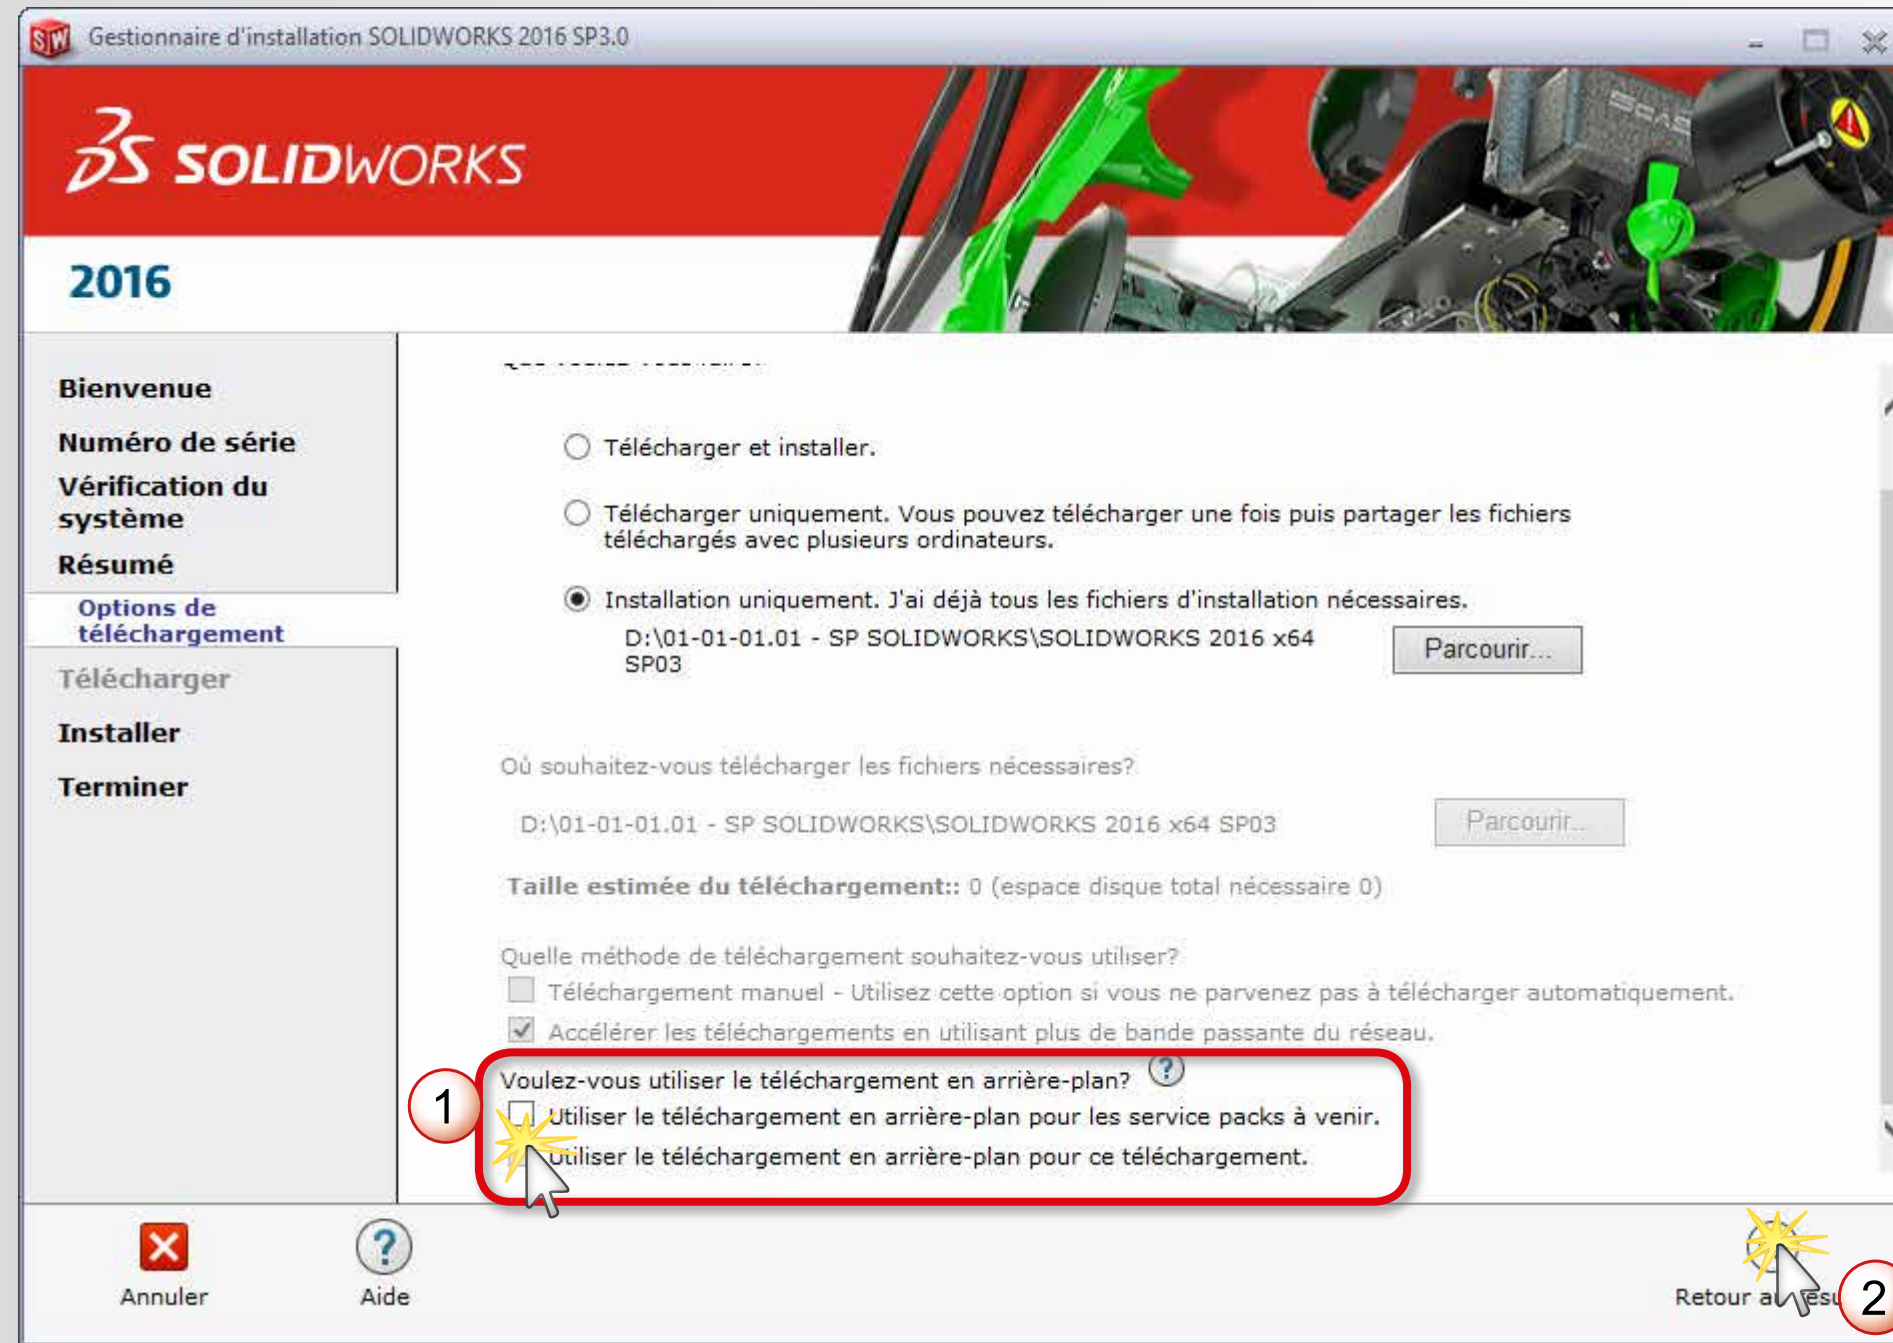 Gestionnaire d'installation SOLIDWORKS 2016 SP3.0
SOLIDWORKS
2016
Bienvenue
Numéro de série
Vérification du
système
Résumé
Options de
téléchargement
Télécharger
Installer
Terminer
Télécharger et installer.
Télécharger uniquement. Vous pouvez télécharger une fois puis partager les fichiers
téléchargés avec plusieurs ordinateurs.
Installation uniquement. J'ai déjà tous les fichiers d'installation nécessaires.
D:\01-01-01.01 - SP SOLIDWORKS\SOLIDWORKS 2016 x64
SP03
Parcourir...
Où souhaitez-vous télécharger les fichiers nécessaires?
D:\01-01-01.01 - SP SOLIDWORKS\SOLIDWORKS 2016 x64 SP03
Parcourir...
Taille estimée du téléchargement:: 0 (espace disque total nécessaire 0)
Quelle méthode de téléchargement souhaitez-vous utiliser?
Téléchargement manuel - Utilisez cette option si vous ne parvenez pas à télécharger automatiquement.
Accélérer les téléchargements en utilisant plus de bande passante du réseau.
1
Voulez-vous utiliser le téléchargement en arrière-plan? ?
Utiliser le téléchargement en arrière-plan pour les service packs à venir.
Utiliser le téléchargement en arrière-plan pour ce téléchargement.
Annuler
?
Aide
Retour
2